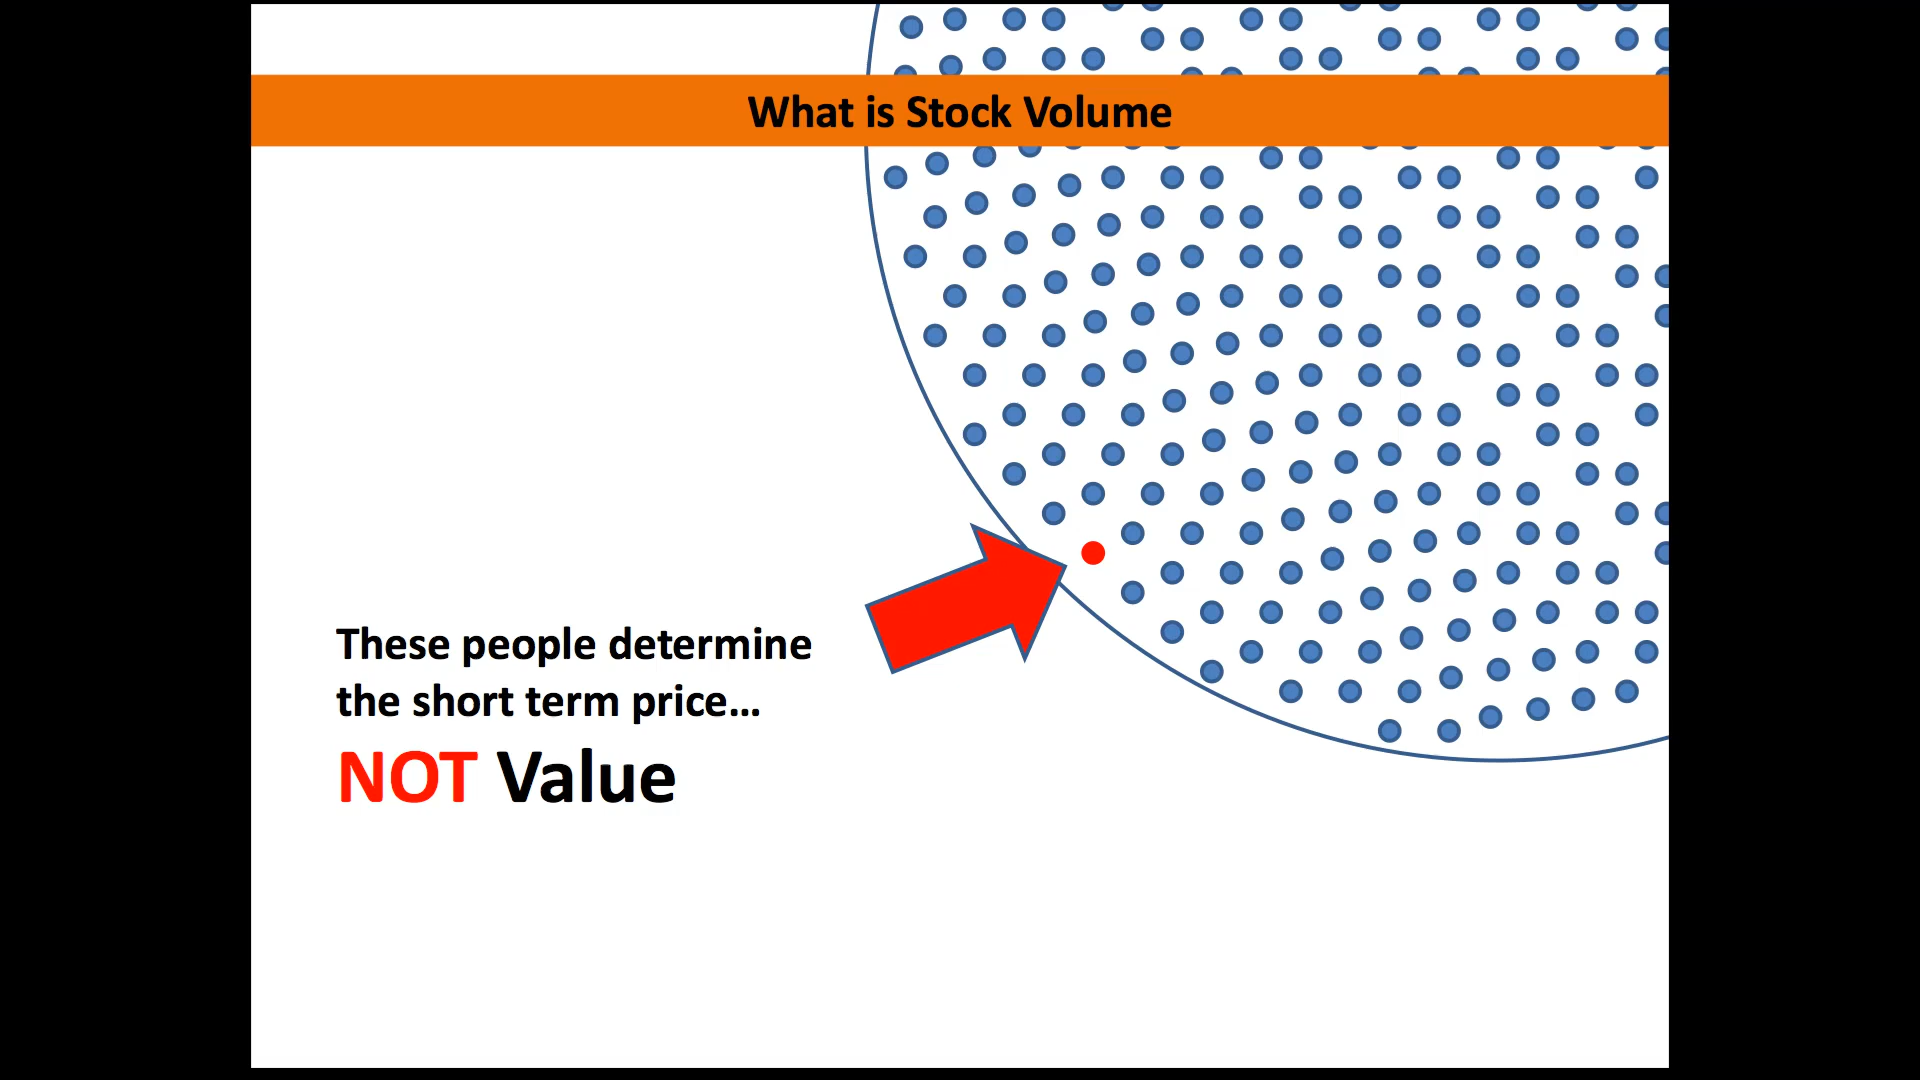 What is Stock Volume
These people determine
the short term price...
NOT Value